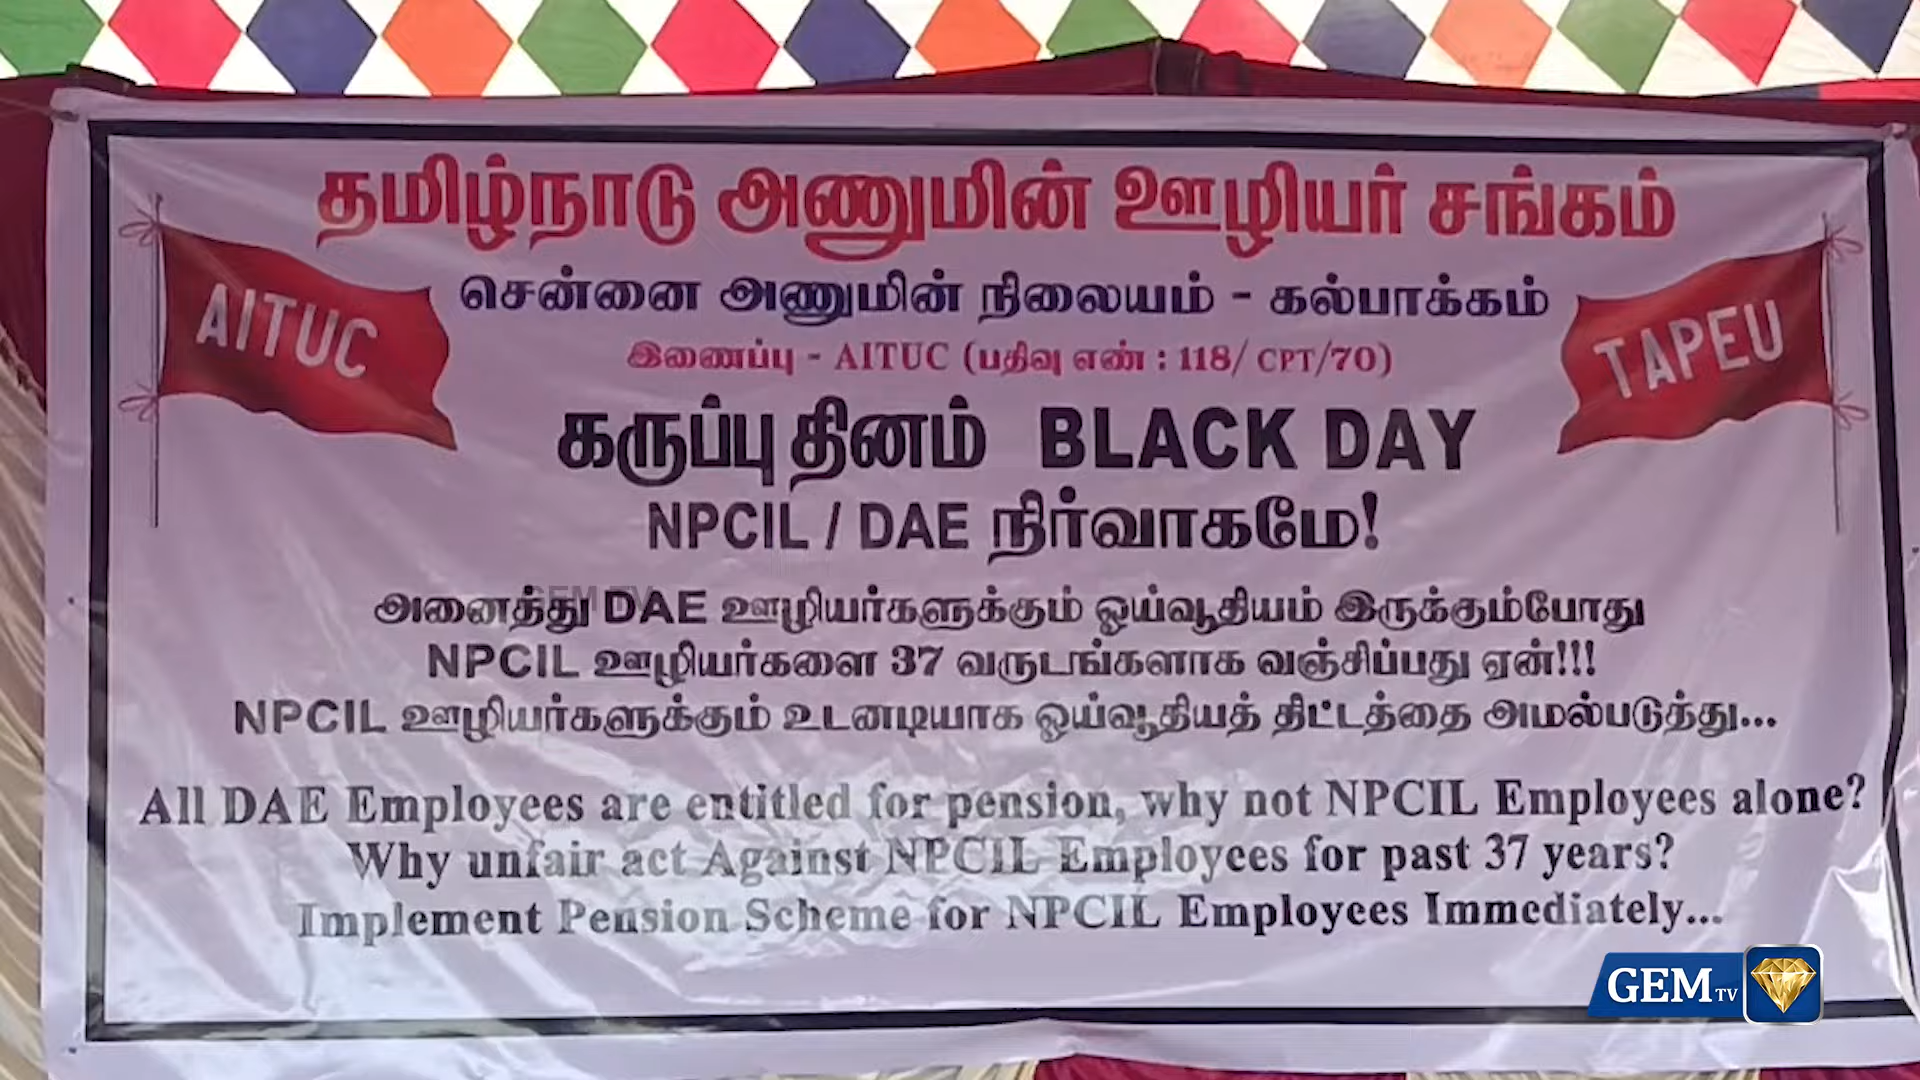 தமிழ்நாடு அணுமின் ஊழியர் சங்கம்
AITUC
சென்னை அணுமின் நிலையம் - கல்பாக்கம்
TAPEU
இணைப்பு - AITUC (பதிவு எண் : 118/ CPT/70)
கருப்பு தினம் BLACK DAY
NPCIL / DAE நிர்வாகமே!
GEM TV
அனைத்து DAE ஊழியர்களுக்கும் ஓய்வூதியம் இருக்கும்போது
NPCIL ஊழியர்களை 37 வருடங்களாக வஞ்சிப்பது ஏன்!!!
NPCIL ஊழியர்களுக்கும் உடனடியாக ஓய்வூதியத் திட்டத்தை அமல்படுத்து...
All DAE Employees are entitled for pension, why not NPCIL Employees alone?
Why unfair act Against NPCIL Employees for past 37 years?
Implement Pension Scheme for NPCIL Employees Immediately...
GEM TV